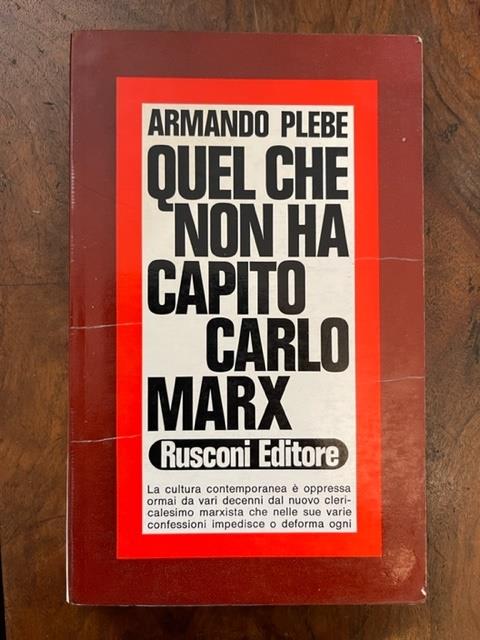 ARMANDO PLEBE
QUEL CHE
NON HA
CAPITO
CARLO
MARX
Rusconi Editore
La cultura contemporanea è oppressa
ormai da vari decenni dal nuovo cleri-
calesimo marxista che nelle sue varie
confessioni impedisce o deforma ogni